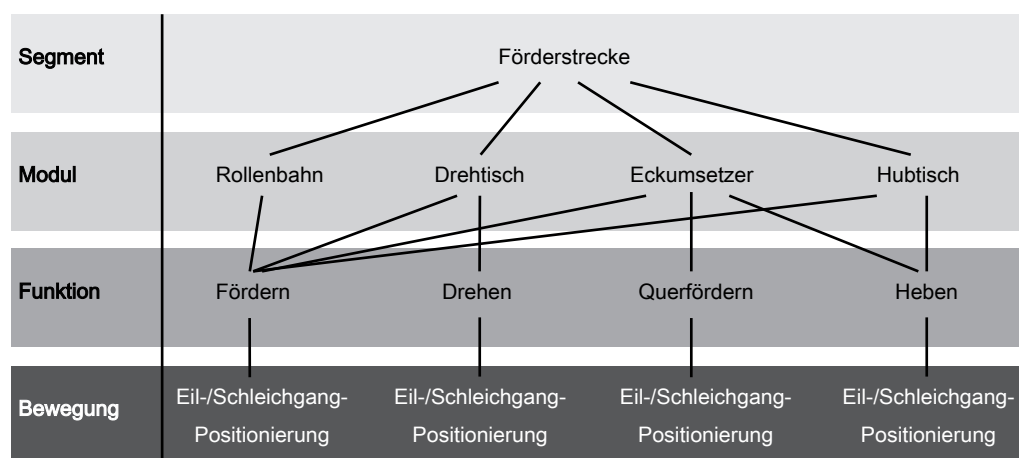 Segment
Förderstrecke
Modul
Rollenbahn
Drehtisch
Eckumsetzer
Hubtisch
Funktion
Fördern
Drehen
Querfördern
Heben
Bewegung
Eil-/Schleichgang-
Positionierung
Eil-/Schleichgang-
Positionierung
Eil-/Schleichgang-
Positionierung
Eil-/Schleichgang-
Positionierung